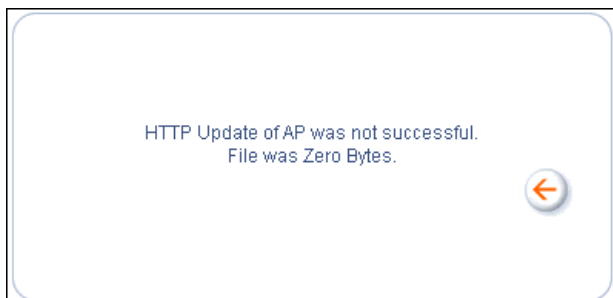 HTTP Update of AP was not successful.
File was Zero Bytes.